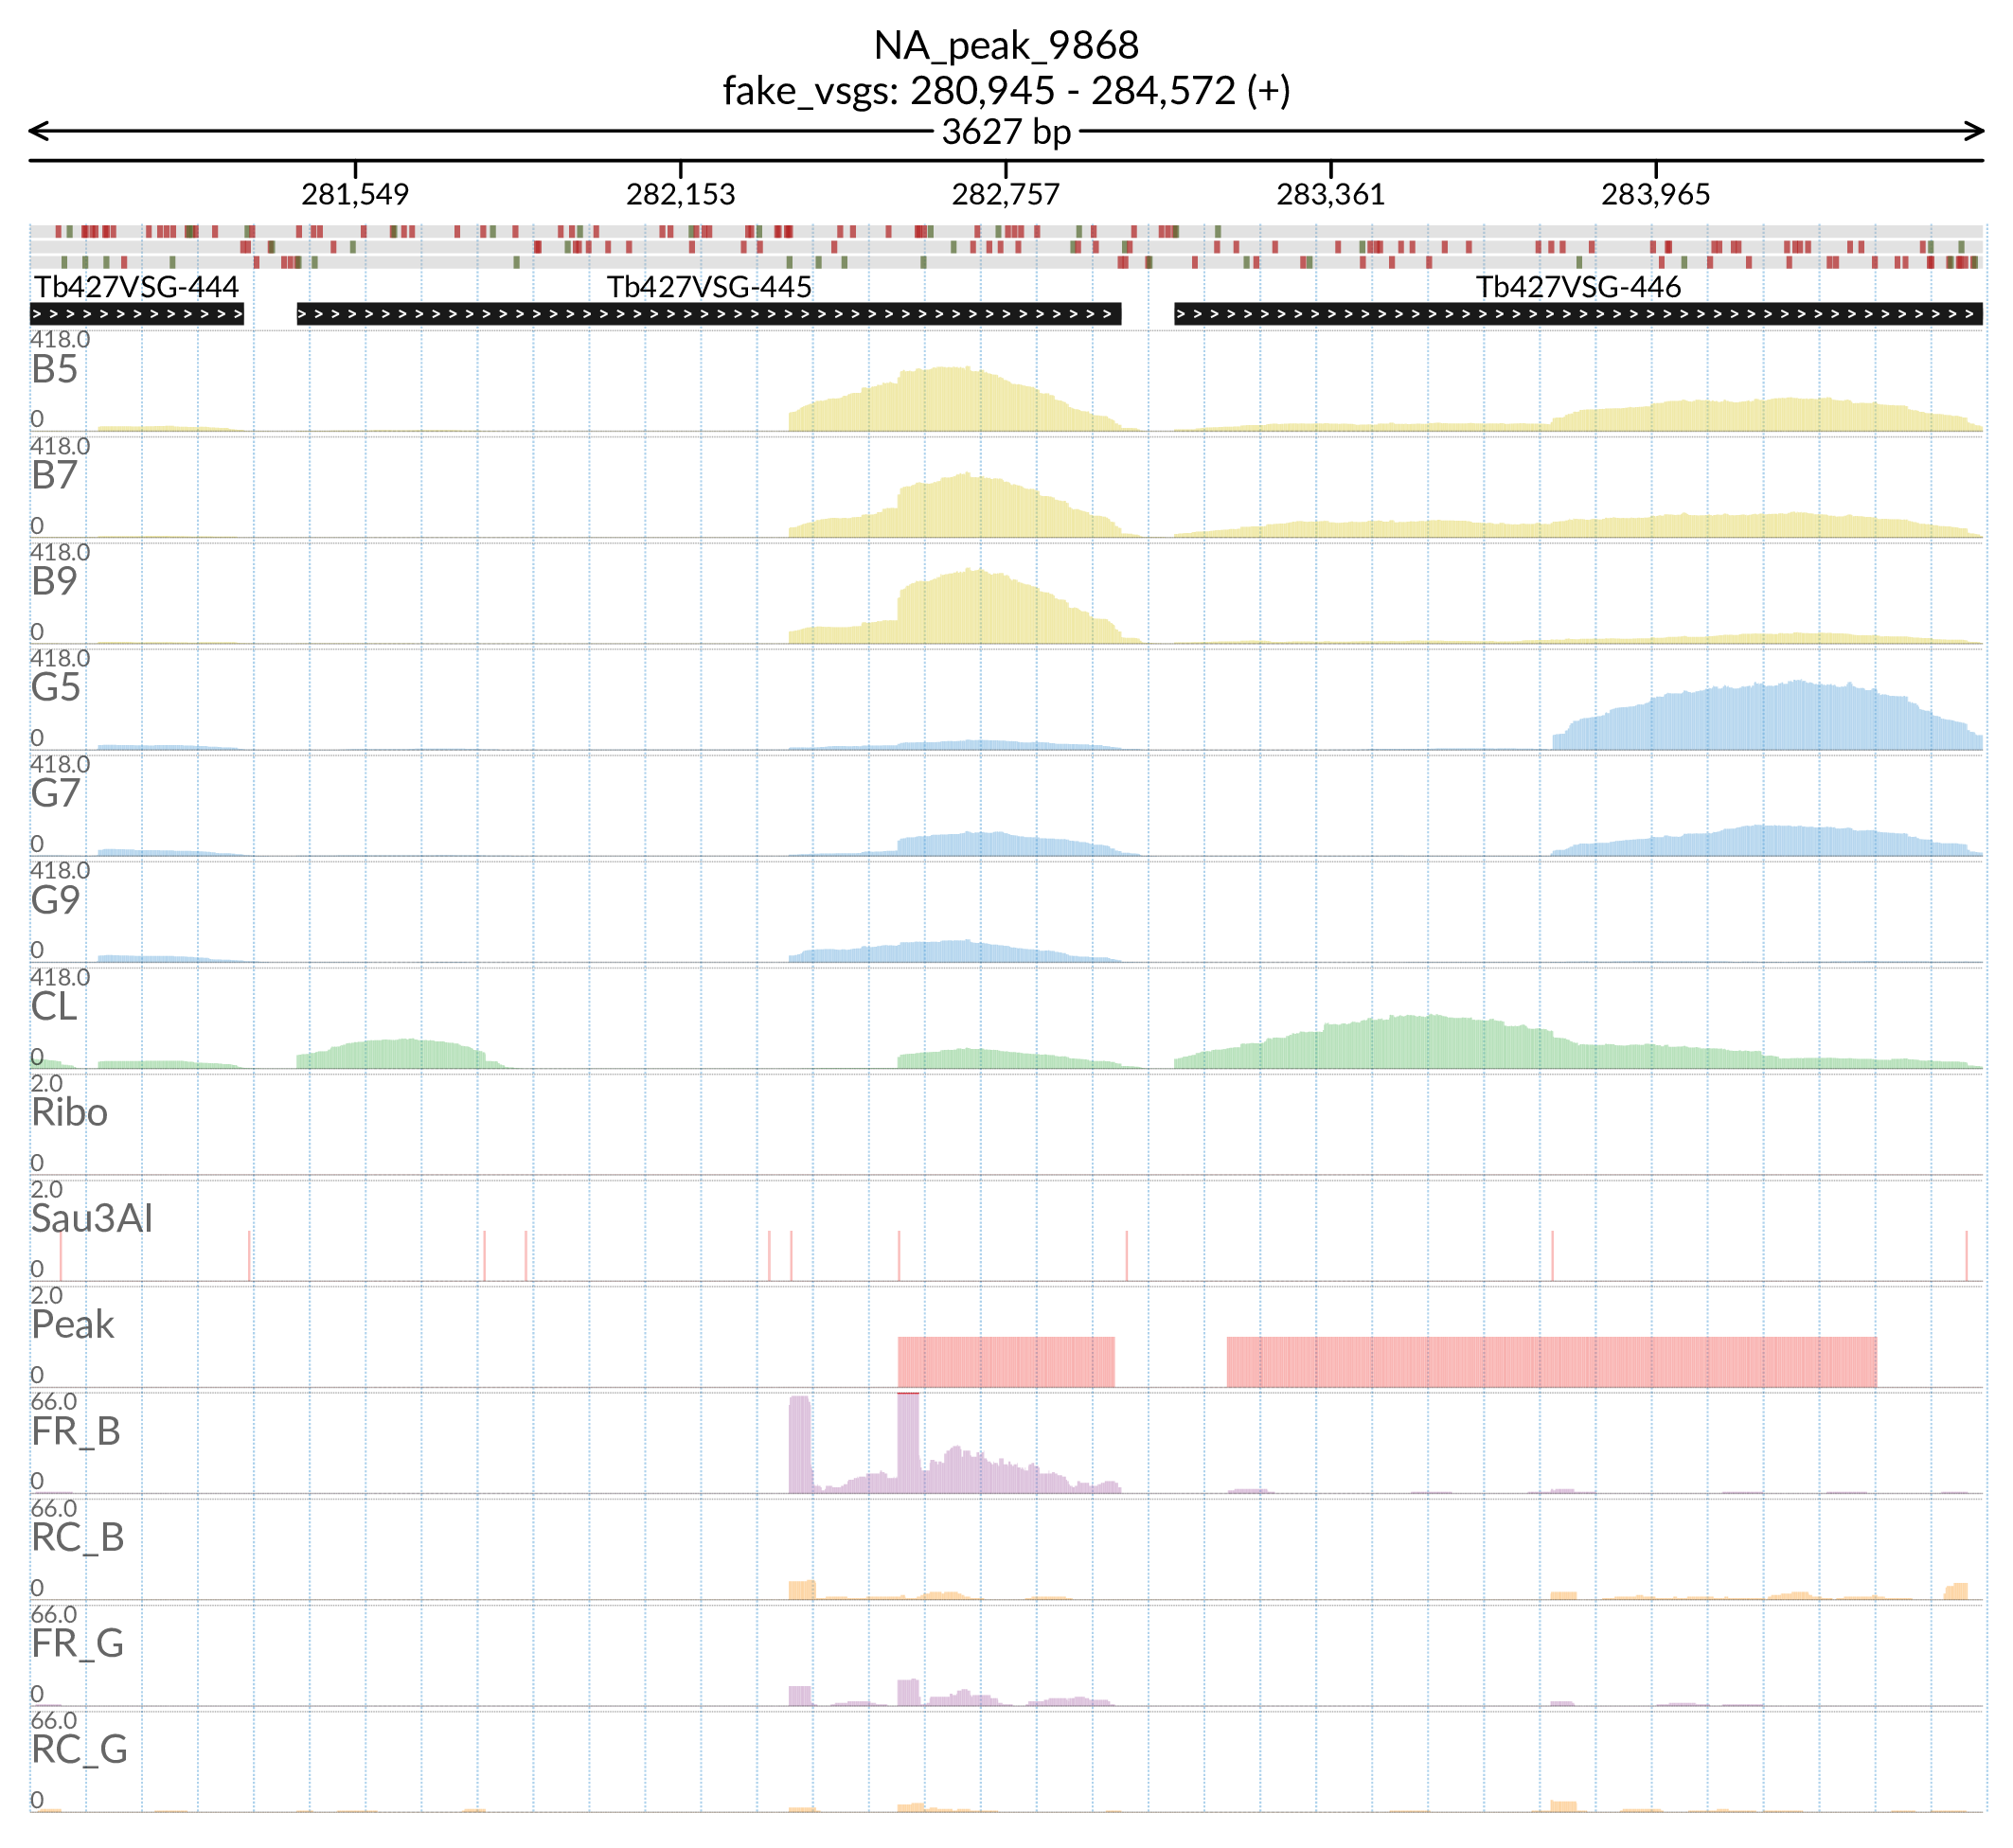 NA_peak_9868
fake_vsgs: 280,945 - 284,572 (+)
3627 bp
281,549 282,153 282,757 283,361 283,965
Tb427VSG-444 Tb427VSG-445 Tb427VSG-446
418.0
B5
0
418.0
B7
0
418.0
B9
0
418.0
G5
0
418.0
G7
0
418.0
G9
0
418.0
CL
0
2.0
Ribo
0
2.0
Sau3AI
0
2.0
Peak
0
66.0
FR_B
0
66.0
RC_B
0
66.0
FR_G
0
66.0
RC_G
0